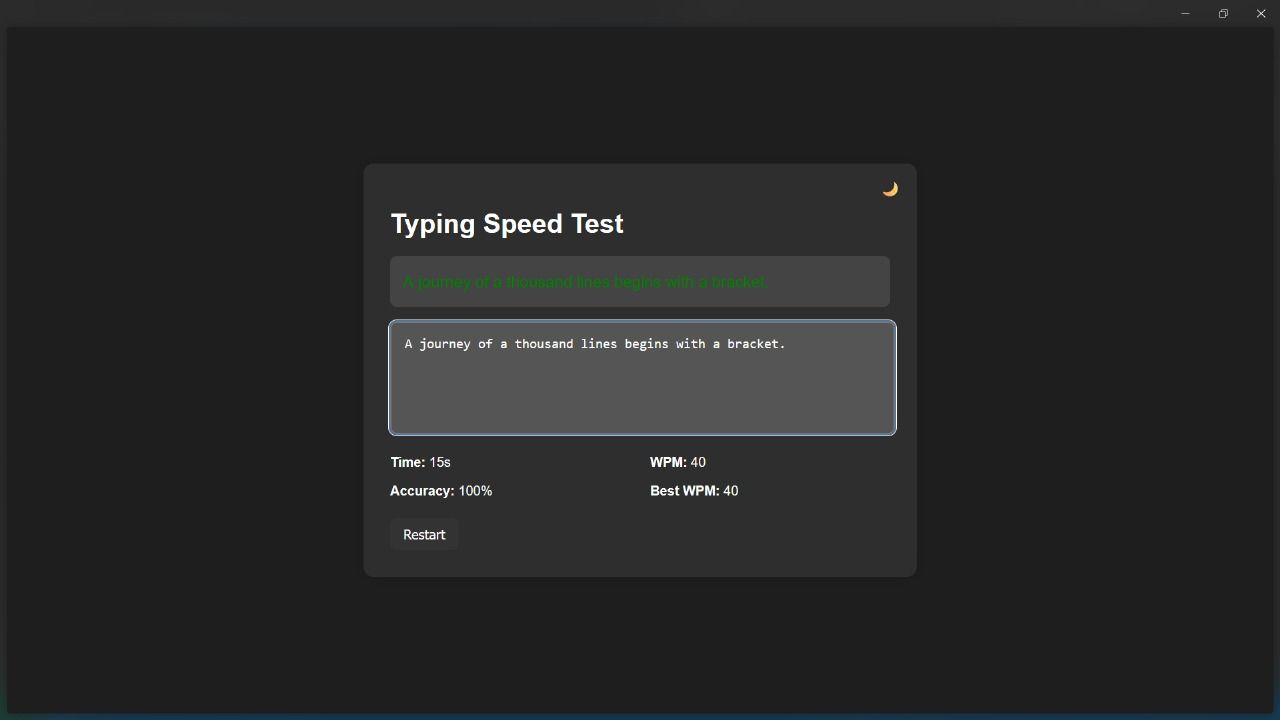 Typing Speed Test
A journey of a thousand lines begins with a bracket.
A journey of a thousand lines begins with a bracket.
Time: 15s
WPM: 40
Accuracy: 100%
Best WPM: 40
Restart